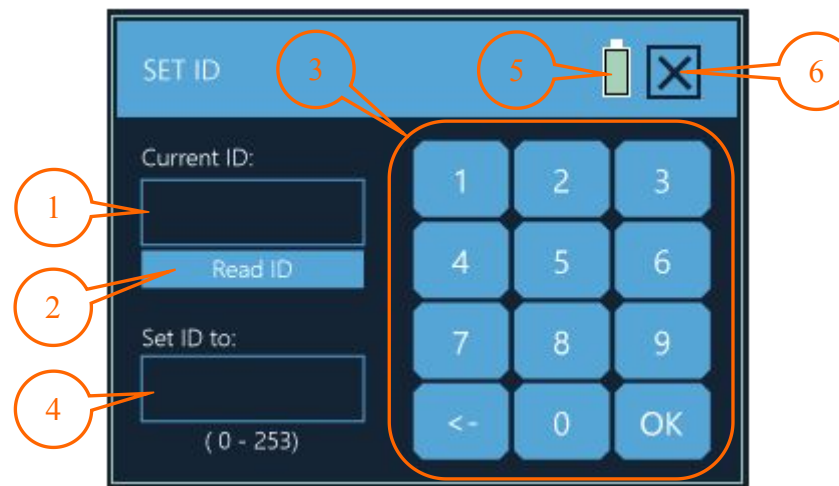 SET ID
3
5
6
Current ID:
1
Read ID
2
Set ID to:
4
( 0 - 253)
1 2 3
4 5 6
7 8 9
<- 0 OK